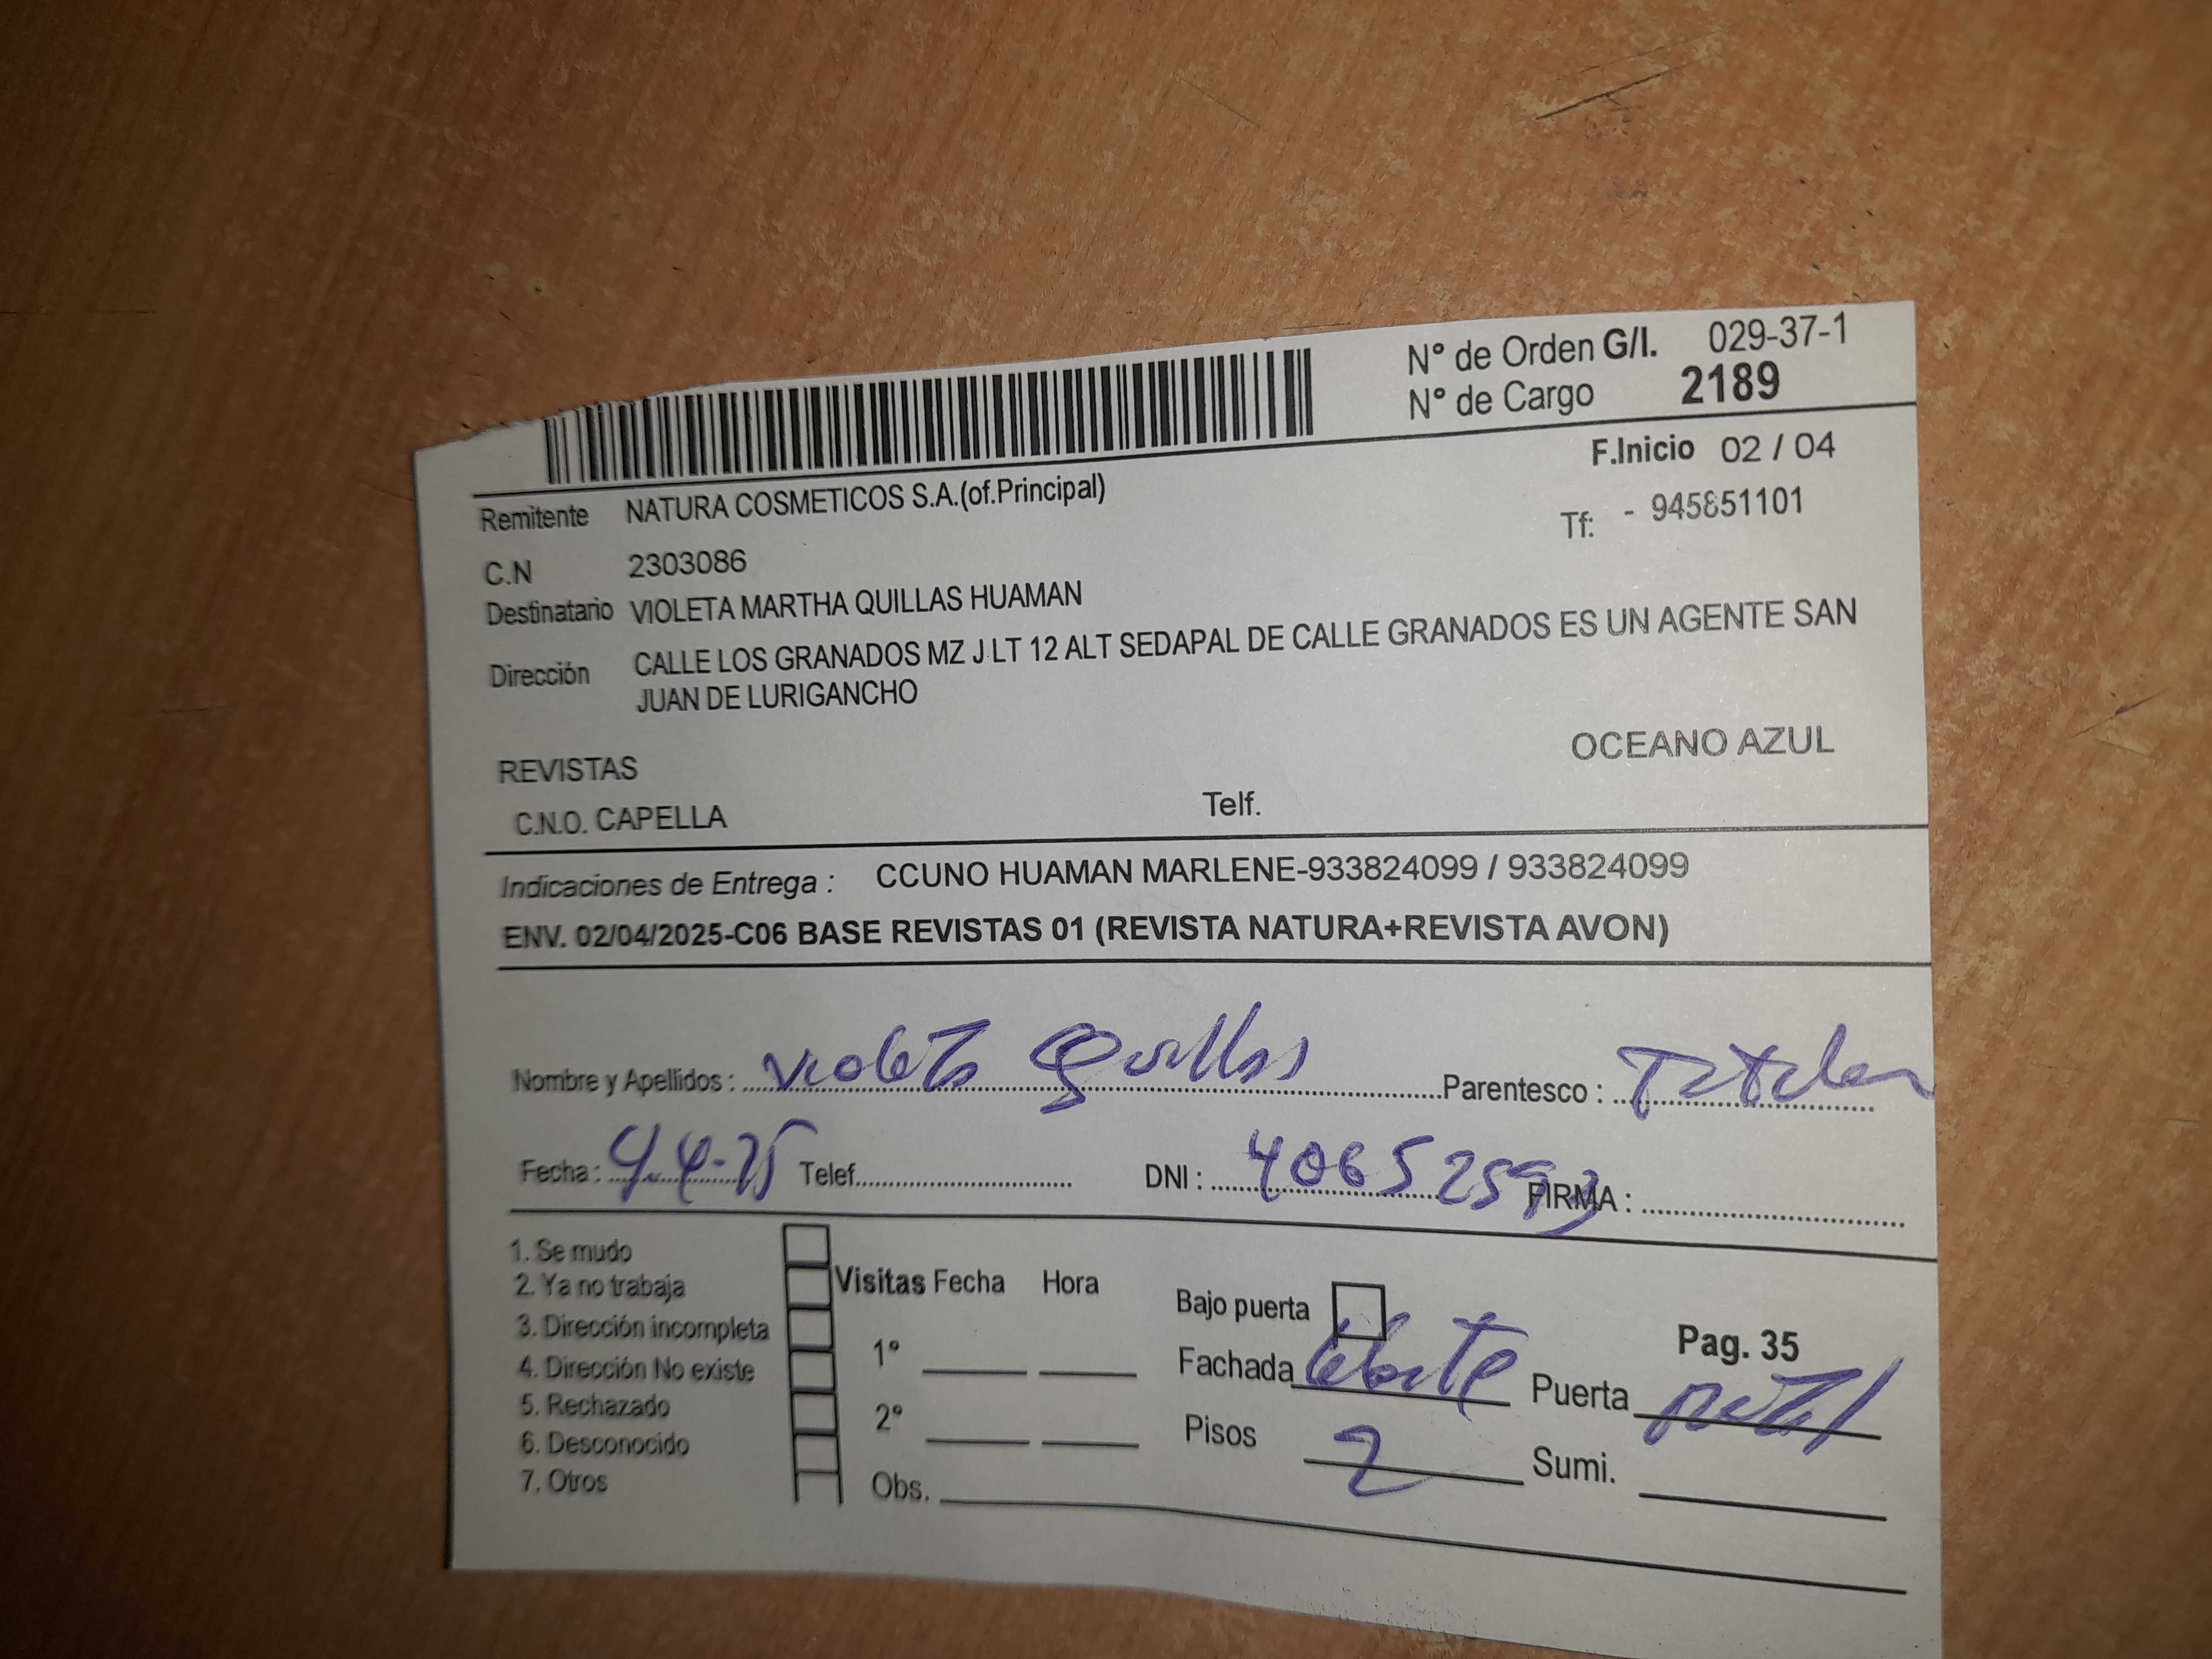 N° de Orden G/I. 029-37-1
N° de Cargo 2189
F.Inicio 02 / 04
Remitente NATURA COSMETICOS S.A.(of.Principal)
Tf: - 945851101
C.N 2303086
Destinatario VIOLETA MARTHA QUILLAS HUAMAN
Dirección CALLE LOS GRANADOS MZ J LT 12 ALT SEDAPAL DE CALLE GRANADOS ES UN AGENTE SAN
JUAN DE LURIGANCHO
OCEANO AZUL
REVISTAS
C.N.O. CAPELLA Telf.
Indicaciones de Entrega : CCUNO HUAMAN MARLENE-933824099 / 933824099
ENV. 02/04/2025-C06 BASE REVISTAS 01 (REVISTA NATURA+REVISTA AVON)
Nombre y Apellidos : Violeta Quillas Parentesco : Titular
Fecha : 4-4-25 Telef. DNI : 40652593 FIRMA :
1. Se mudo
2. Ya no trabaja
3. Dirección incompleta
4. Dirección No existe
5. Rechazado
6. Desconocido
7. Otros
Visitas Fecha Hora
1°
2°
Obs.
Bajo puerta
Pag. 35
Fachada Puerta
Pisos 2 Sumi.